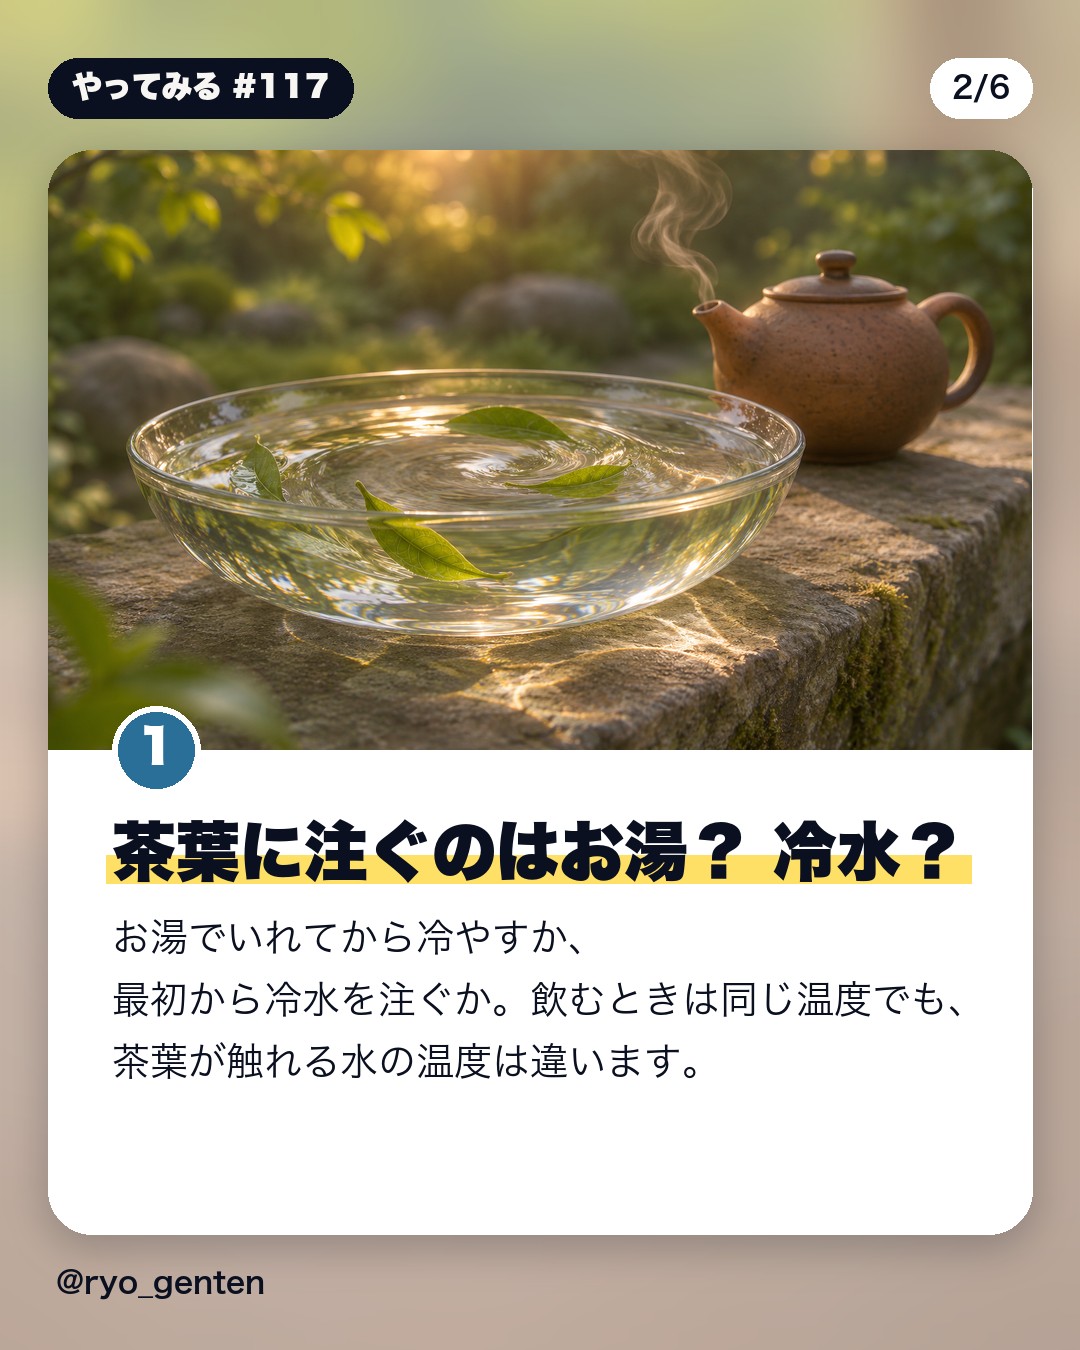 やってみる #117
2/6
1
茶葉に注ぐのはお湯？ 冷水？
お湯でいれてから冷やすか、
最初から冷水を注ぐか。飲むときは同じ温度でも、
茶葉が触れる水の温度は違います。
@ryo_genten